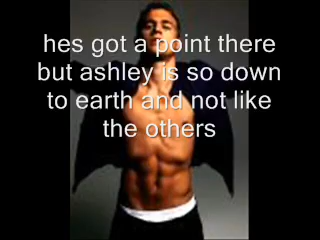 hes got a point there
but ashley is so down
to earth and not like
the others